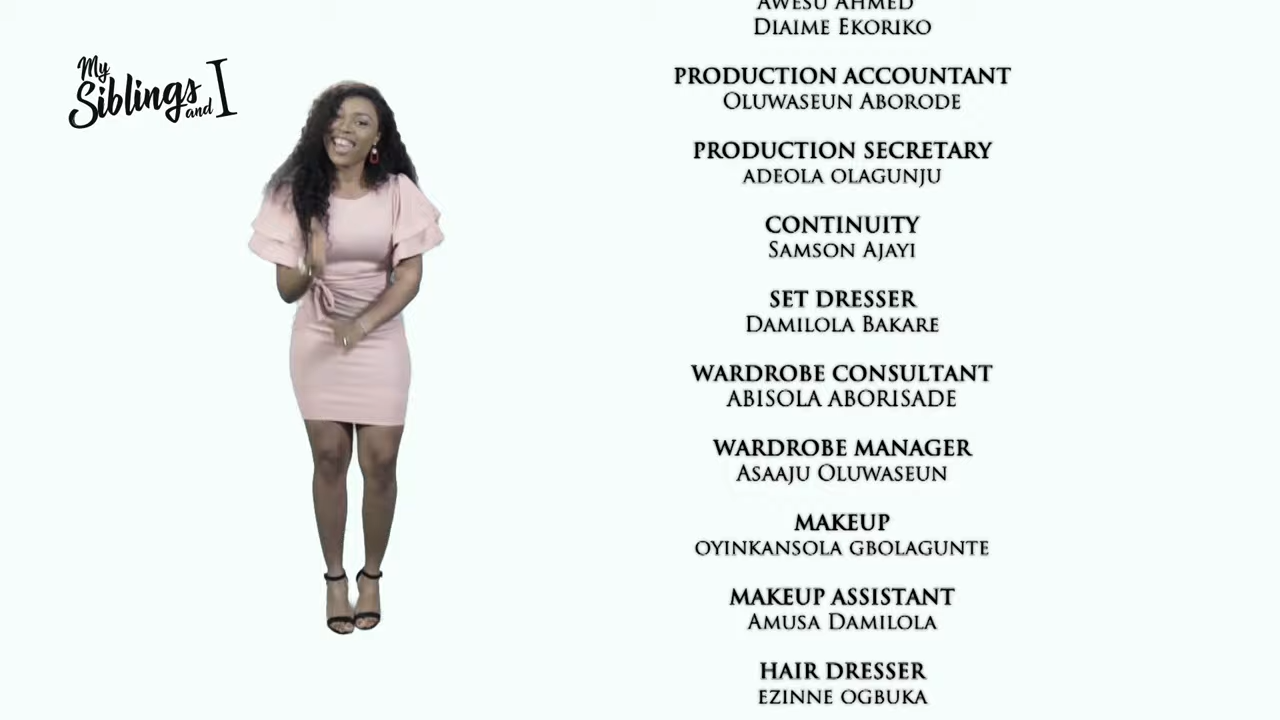 My
Siblings
and I
AWESU AHMED
DIAIME EKORIKO
PRODUCTION ACCOUNTANT
OLUWASEUN ABORODE
PRODUCTION SECRETARY
ADEOLA OLAGUNJU
CONTINUITY
SAMSON AJAYI
SET DRESSER
DAMILOLA BAKARE
WARDROBE CONSULTANT
ABISOLA ABORISADE
WARDROBE MANAGER
ASAAJU OLUWASEUN
MAKEUP
OYINKANSOLA GBOLAGUNTE
MAKEUP ASSISTANT
AMUSA DAMILOLA
HAIR DRESSER
EZINNE OGBUKA